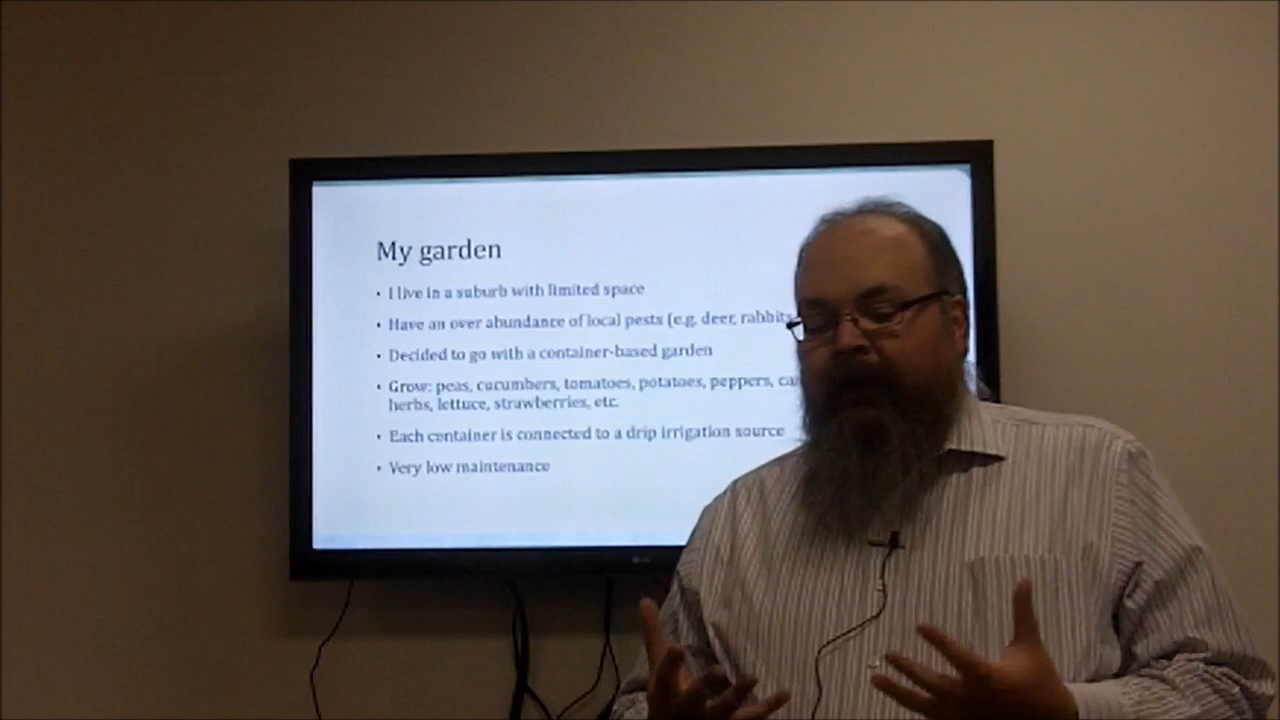 My garden
• I live in a suburb with limited space
• Have an over abundance of local pests (e.g. deer, rabbits
• Decided to go with a container-based garden
• Grow: peas, cucumbers, tomatoes, potatoes, peppers,
herbs, lettuce, strawberries, etc.
• Each container is connected to a drip irrigation source
• Very low maintenance
LG